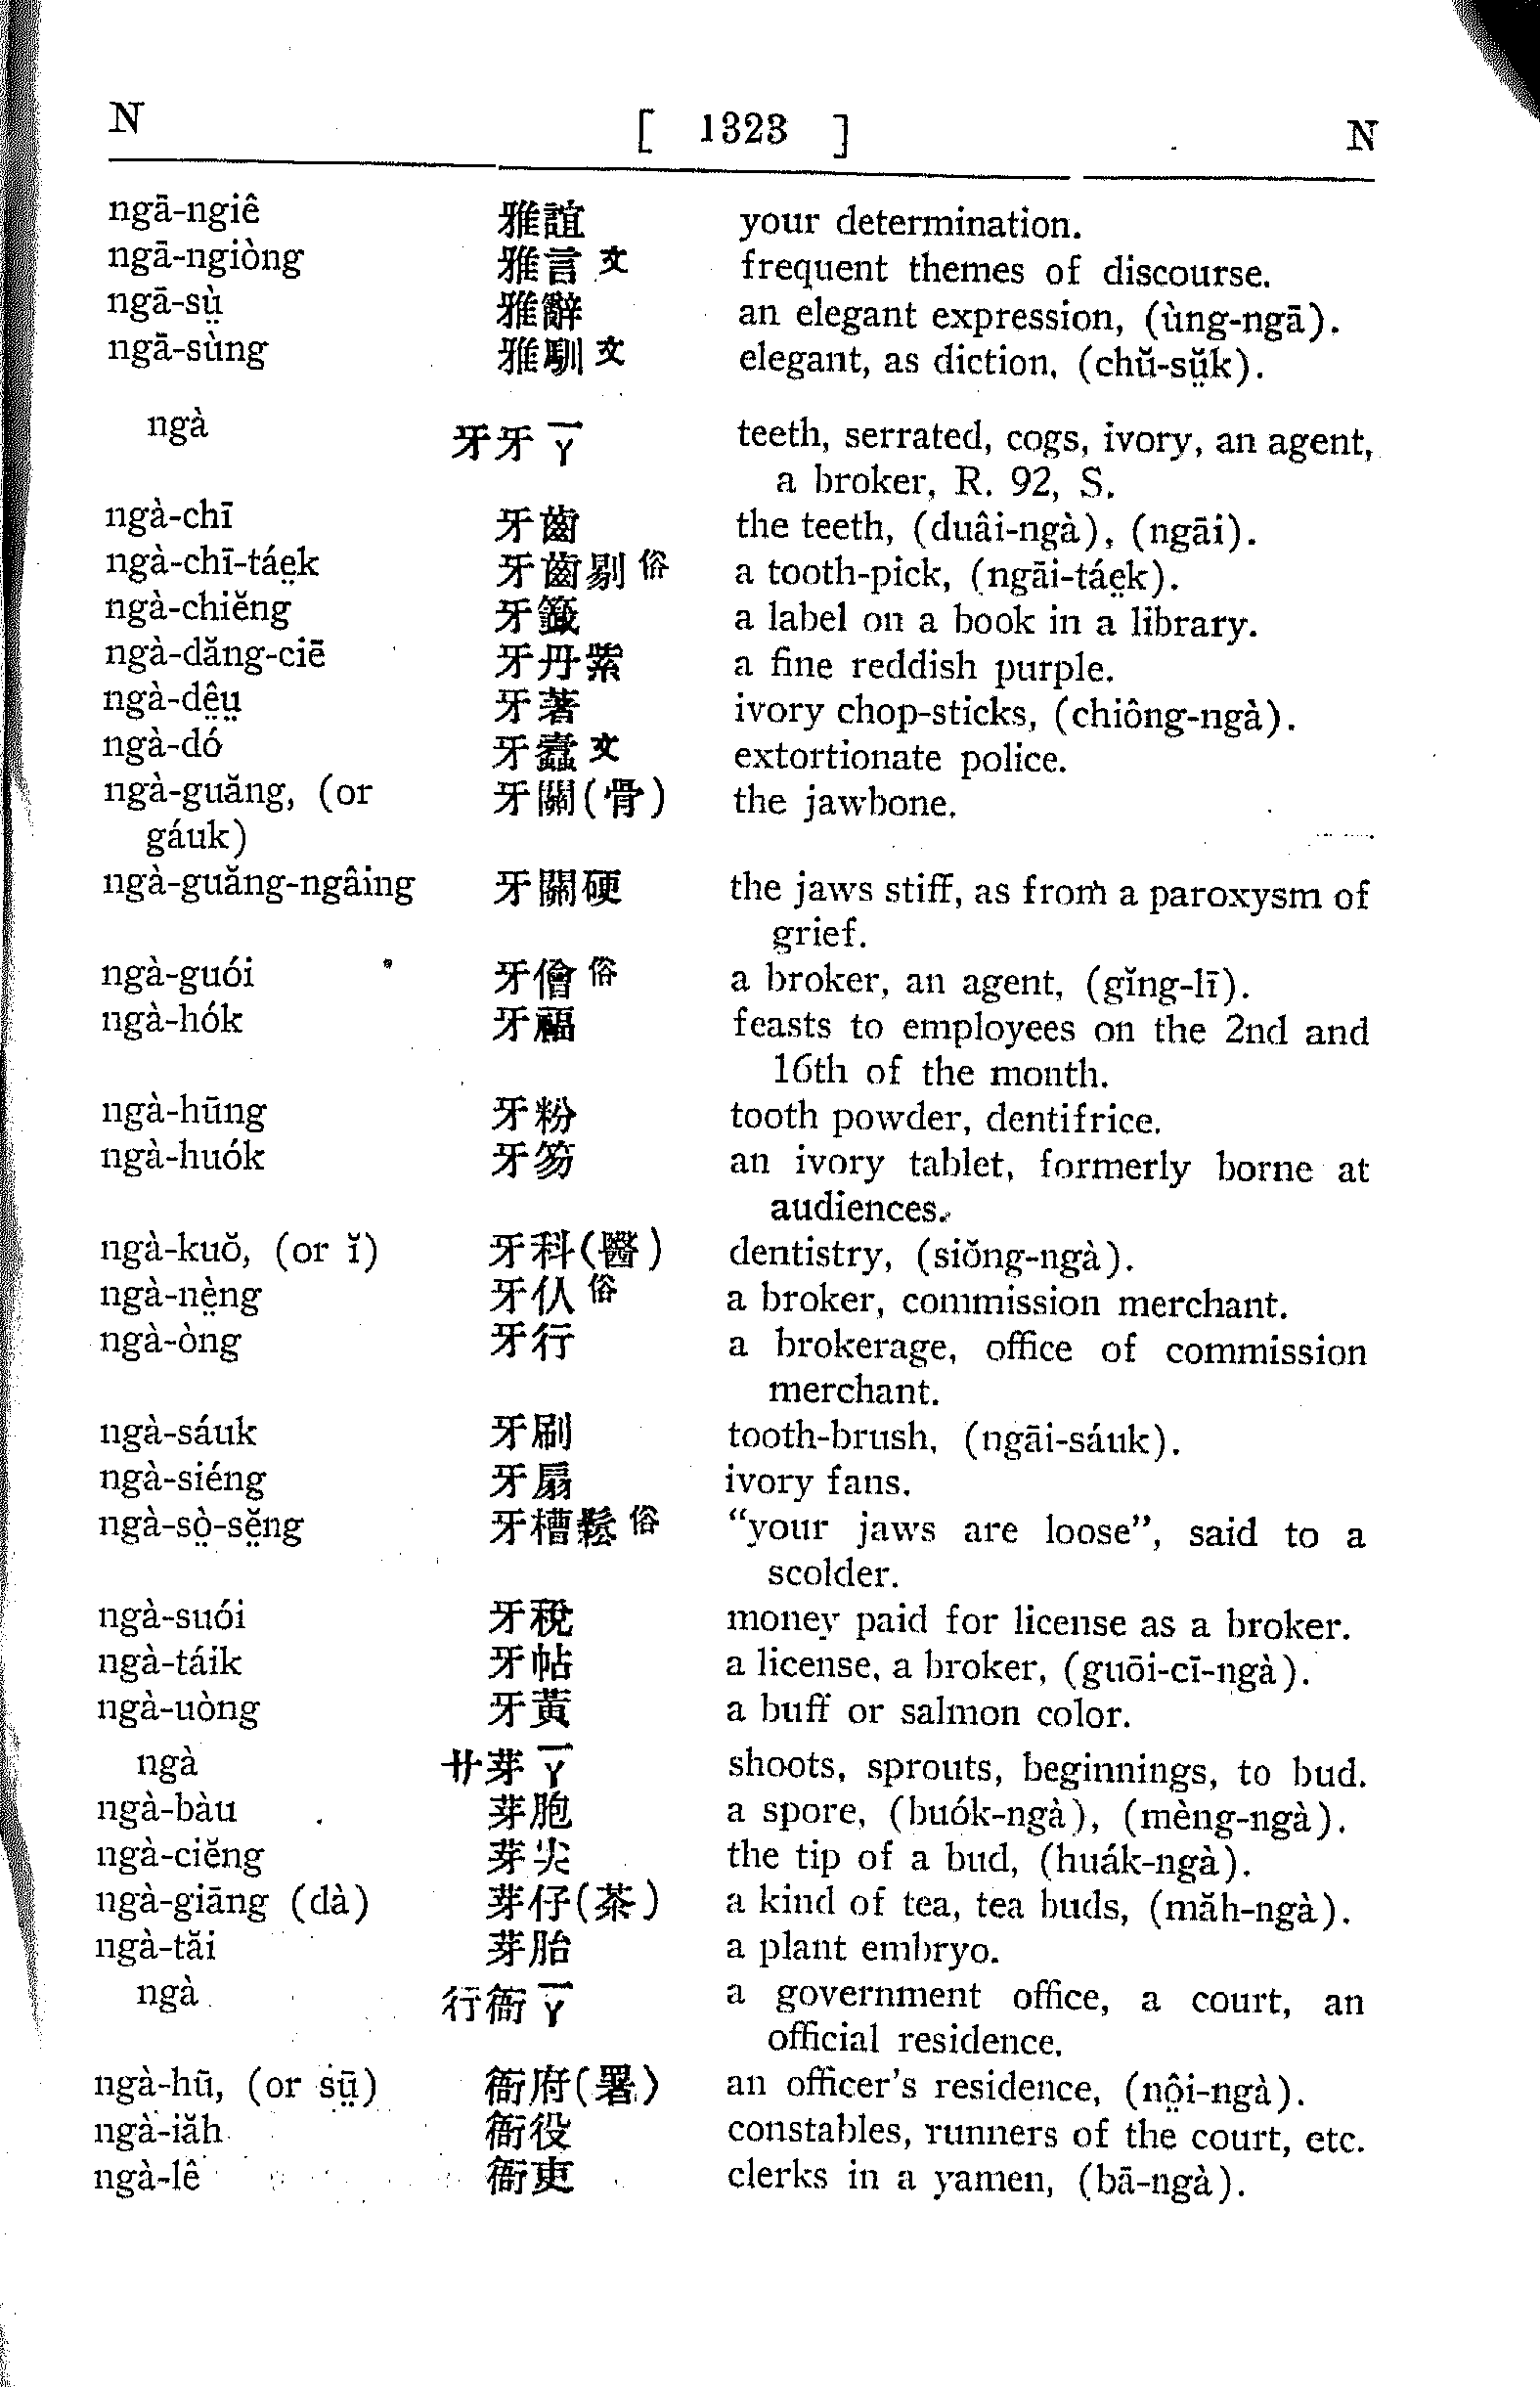 N [ 1323 ] N
ngā-ngiê 雅誼 your determination.
ngā-ngiòng 雅言文 frequent themes of discourse.
ngā-sṳ̀ 雅辭 an elegant expression, (ùng-ngā).
ngā-sùng 雅馴文 elegant, as diction, (chŭ-sṳ̆k).
ngà 牙牙 ㄧㄚ teeth, serrated, cogs, ivory, an agent,
a broker, R. 92, S.
ngà-chī 牙齒 the teeth, (duâi-ngà), (ngāi).
ngà-chī-táe̤k 牙齒剔俗 a tooth-pick, (ngāi-táe̤k).
ngà-chiĕng 牙籤 a label on a book in a library.
ngà-dăng-ciē 牙丹紫 a fine reddish purple.
ngà-dê̤ṳ 牙著 ivory chop-sticks, (chiông-ngà).
ngà-dó 牙蠹文 extortionate police.
ngà-guăng, (or 牙關(骨) the jawbone.
gáuk)
ngà-guăng-ngâing 牙關硬 the jaws stiff, as from a paroxysm of
grief.
ngà-guói 牙儈俗 a broker, an agent, (gĭng-lī).
ngà-hók 牙福 feasts to employees on the 2nd and
16th of the month.
ngà-hūng 牙粉 tooth powder, dentifrice.
ngà-huók 牙笏 an ivory tablet, formerly borne at
audiences.
ngà-kuŏ, (or ĭ) 牙科(醫) dentistry, (siŏng-ngà).
ngà-nè̤ng 牙仈俗 a broker, commission merchant.
ngà-òng 牙行 a brokerage, office of commission
merchant.
ngà-sáuk 牙刷 tooth-brush, (ngāi-sáuk).
ngà-siéng 牙扇 ivory fans.
ngà-sò̤-sĕ̤ng 牙槽鬆俗 “your jaws are loose”, said to a
scolder.
ngà-suói 牙稅 money paid for license as a broker.
ngà-táik 牙帖 a license, a broker, (guōi-cī-ngà).
ngà-uòng 牙黃 a buff or salmon color.
ngà 艹芽 ㄧㄚ shoots, sprouts, beginnings, to bud.
ngà-bàu 芽胞 a spore, (buók-ngà), (mèng-ngà).
ngà-ciĕng 芽尖 the tip of a bud, (huák-ngà).
ngà-giāng (dà) 芽仔(茶) a kind of tea, tea buds, (măh-ngà).
ngà-tăi 芽胎 a plant embryo.
ngà 行衙 ㄧㄚ a government office, a court, an
official residence.
ngà-hū, (or sṳ̄) 衙府(署) an officer's residence, (nô̤i-ngà).
ngà-iăh 衙役 constables, runners of the court, etc.
ngà-lê 衙吏 clerks in a yamen, (bā-ngà).